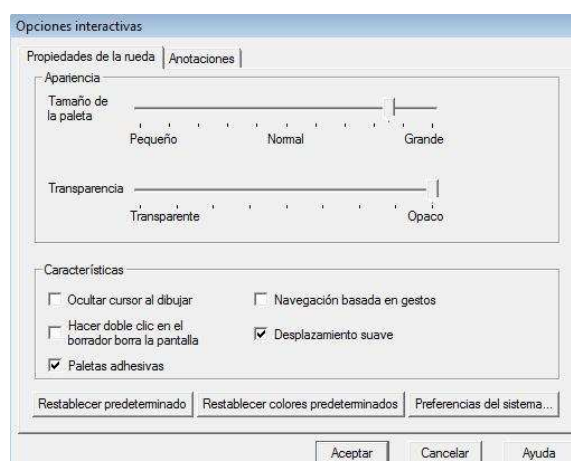 Opciones interactivas
Propiedades de la rueda Anotaciones
Apariencia
Tamaño de
la paleta
Pequeño Normal Grande
Transparencia
Transparente Opaco
Características
Ocultar cursor al dibujar Navegación basada en gestos
Hacer doble clic en el
borrador borra la pantalla
Desplazamiento suave
Paletas adhesivas
Restablecer predeterminado Restablecer colores predeterminados Preferencias del sistema...
Aceptar Cancelar Ayuda